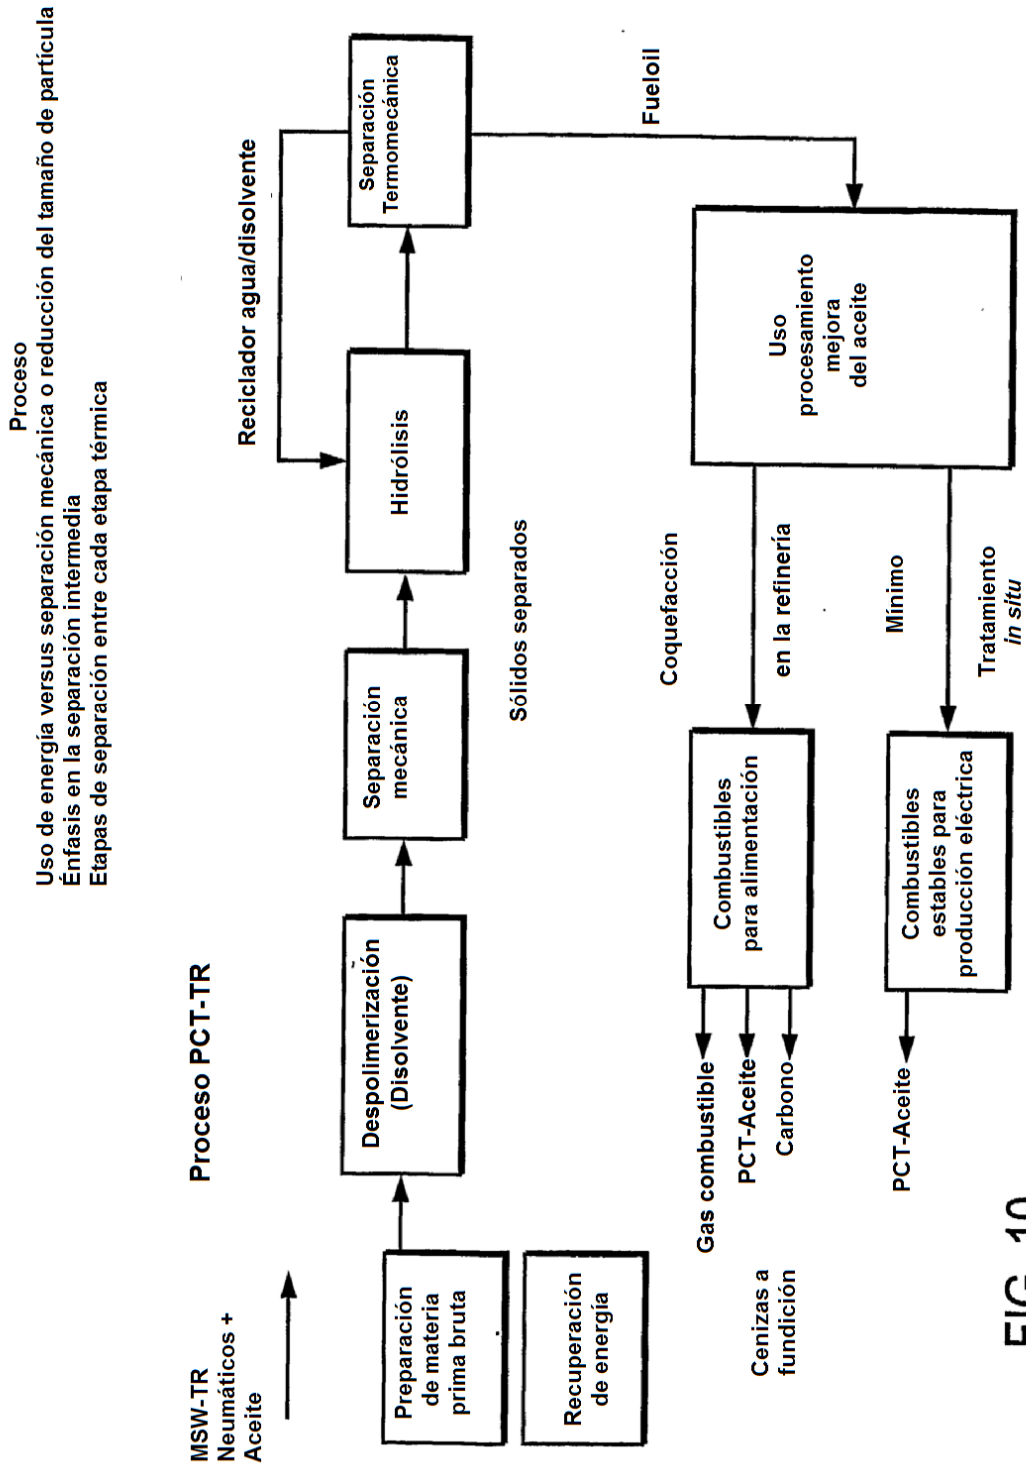 Proceso
Uso de energía versus separación mecánica o reducción del tamaño de partícula
Énfasis en la separación intermedia
Etapas de separación entre cada etapa térmica
Proceso PCT-TR
MSW-TR
Neumáticos +
Aceite
Preparación
de materia
prima bruta
Despolimerización
(Disolvente)
Separación
mecánica
Hidrólisis
Separación
Termomecánica
Reciclador agua/disolvente
Sólidos separados
Fueloil
Recuperación
de energía
Uso
procesamiento
mejora
del aceite
Coquefacción
en la refinería
Mínimo
Tratamiento
in situ
Combustibles
para alimentación
Combustibles
estables para
producción eléctrica
Gas combustible
PCT-Aceite
Carbono
PCT-Aceite
Cenizas a
fundición
FIG. 10